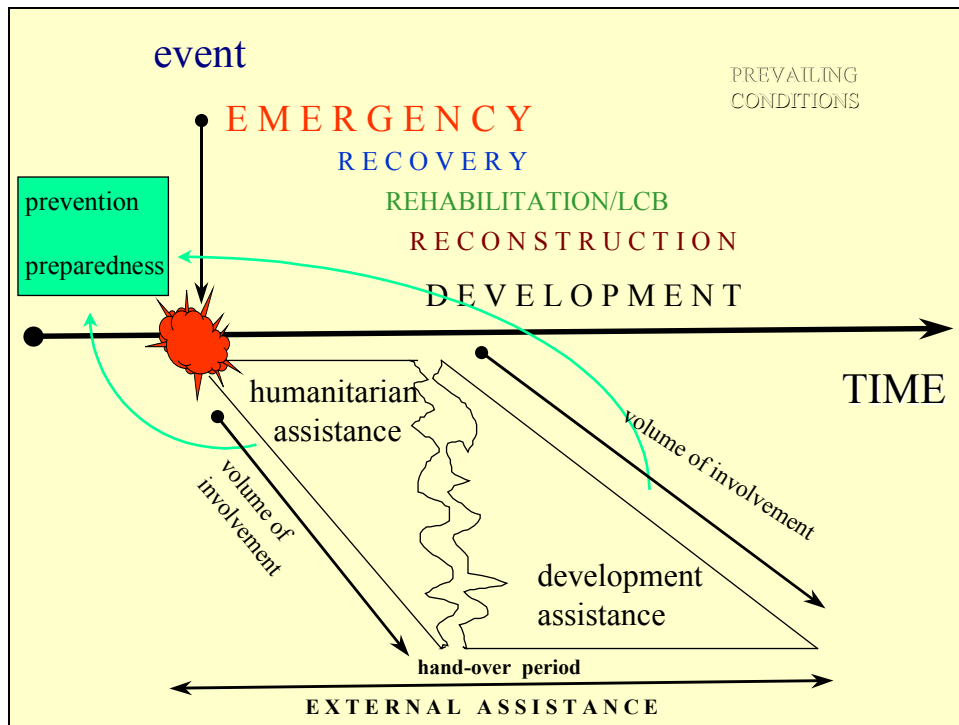 event
PREVAILING
CONDITIONS
EMERGENCY
RECOVERY
prevention
REHABILITATION/LCB
RECONSTRUCTION
preparedness
DEVELOPMENT
TIME
humanitarian
assistance
volume of
involvement
volume of involvement
development
assistance
hand-over period
EXTERNAL ASSISTANCE